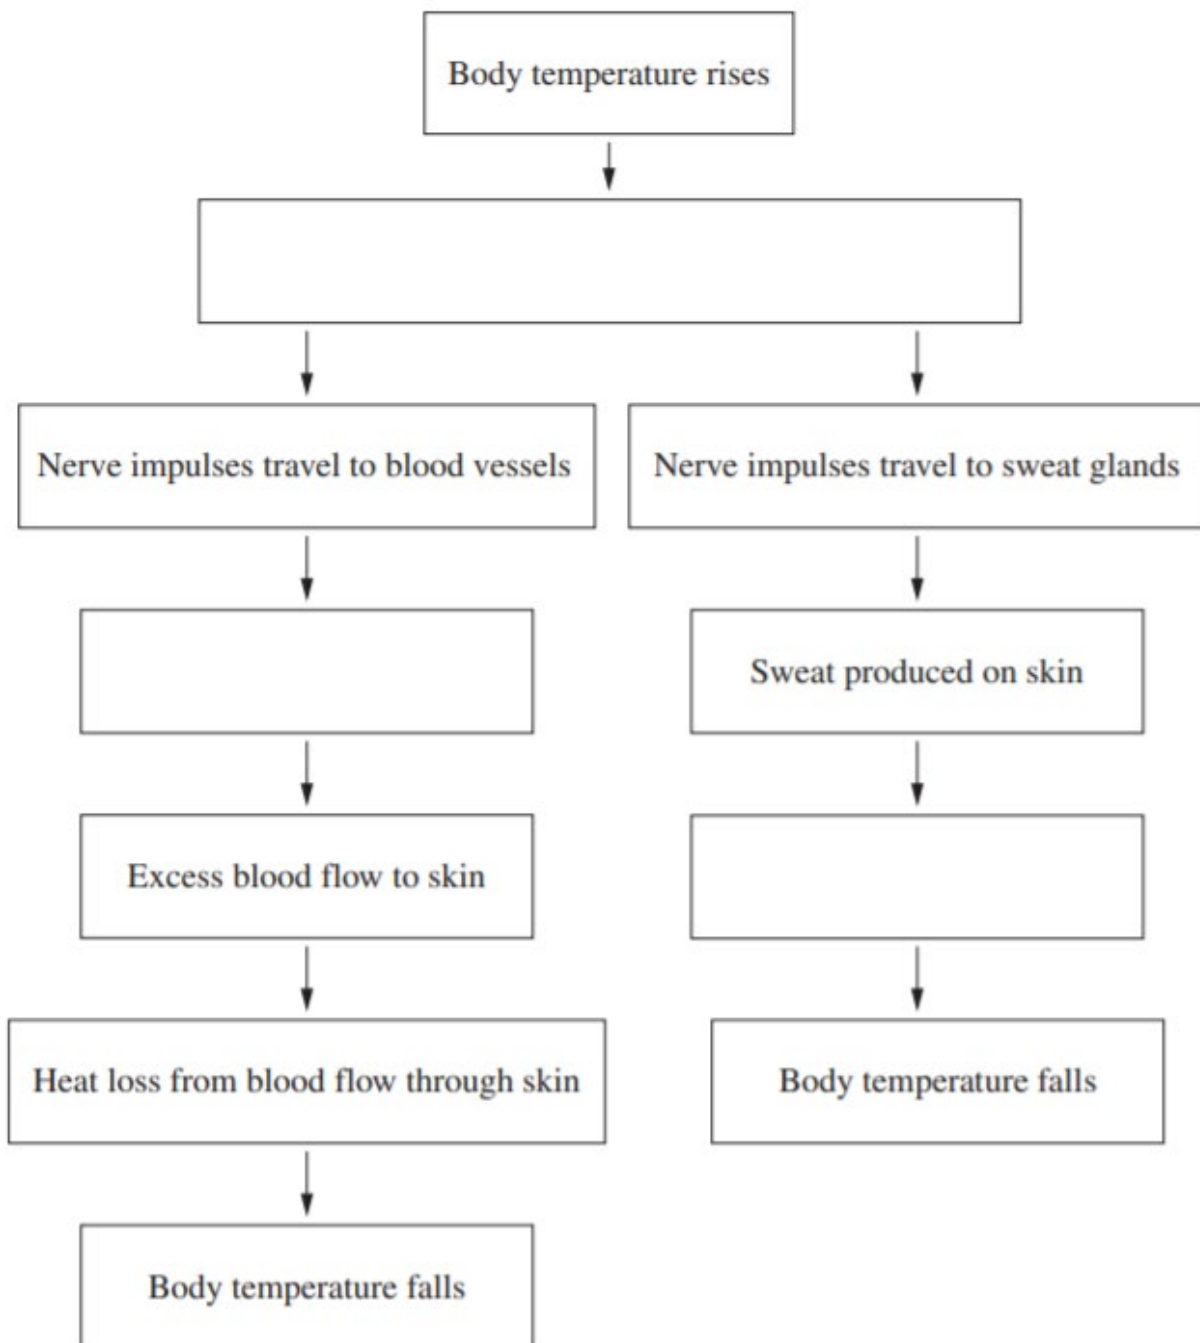 Body temperature rises
Nerve impulses travel to blood vessels
Nerve impulses travel to sweat glands
Sweat produced on skin
Excess blood flow to skin
Heat loss from blood flow through skin
Body temperature falls
Body temperature falls